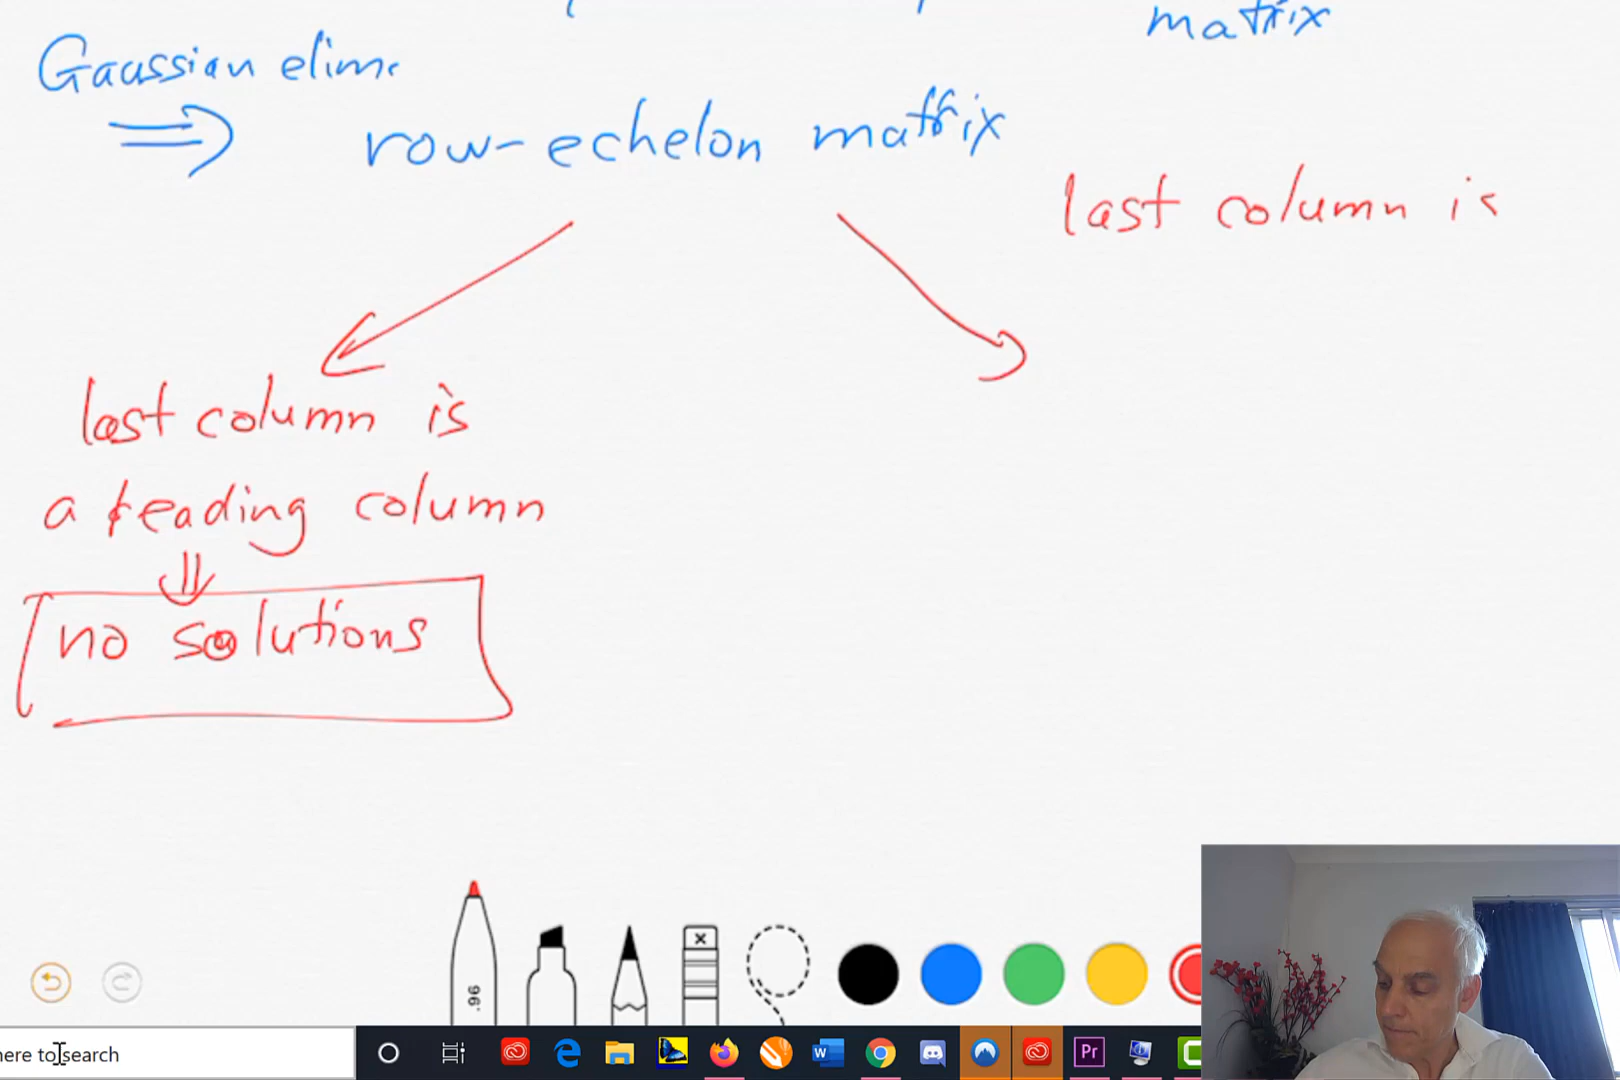 matrix
Gaussian elim.
⇒ row-echelon matrix
last column is
last column is
a leading column
⇓
no solutions
96
x
here to search
W
Pr